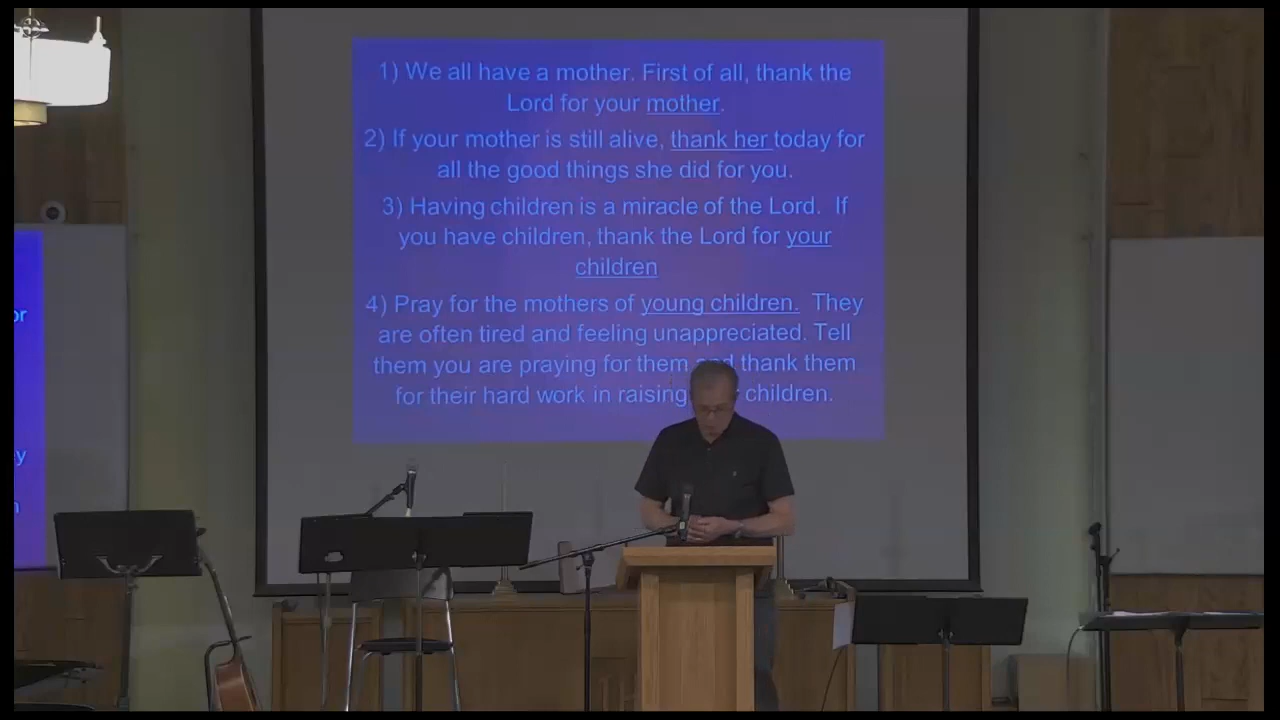 1) We all have a mother. First of all, thank the
Lord for your mother.
2) If your mother is still alive, thank her today for
all the good things she did for you.
3) Having children is a miracle of the Lord.  If
you have children, thank the Lord for your
children
4) Pray for the mothers of young children.  They
are often tired and feeling unappreciated. Tell
them you are praying for them and thank them
for their hard work in raising children.
or
y